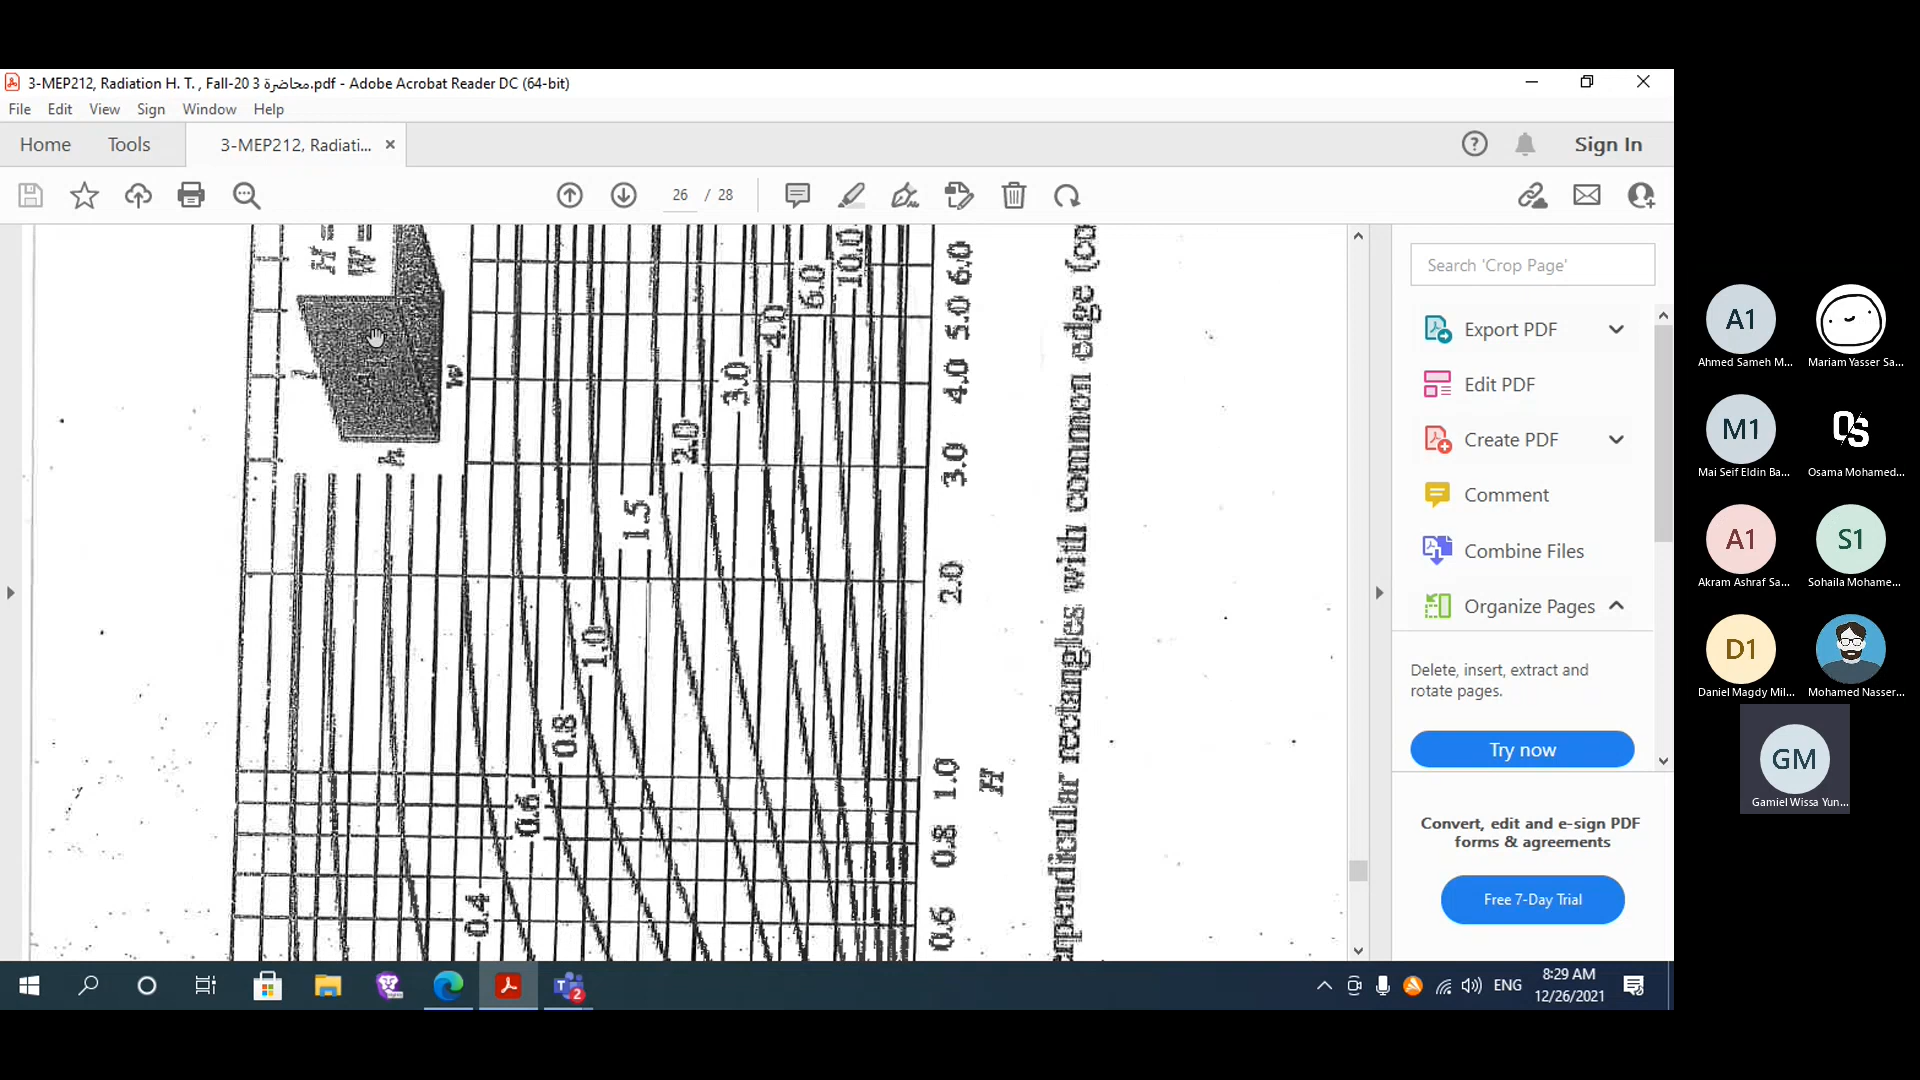 3-MEP212, Radiation H. T. , Fall-20 3 محاضرة.pdf - Adobe Acrobat Reader DC (64-bit)
File Edit View Sign Window Help
Home Tools 3-MEP212, Radiati... ×
Sign In
26 / 28
H =
W =
2
1
W
h
10.0
6.0
4.0
3.0
2.0
1.5
1.0
0.8
0.6
0.4
6.0
5.0
4.0
3.0
2.0
1.0
0.8
0.6
H
rpendicular rectangles with common edge (co
Search 'Crop Page'
Export PDF
Edit PDF
Create PDF
Comment
Combine Files
Organize Pages
Delete, insert, extract and
rotate pages.
Try now
Convert, edit and e-sign PDF
forms & agreements
Free 7-Day Trial
A1
Ahmed Sameh M...
Mariam Yasser Sa...
M1
Mai Seif Eldin Ba...
OS
Osama Mohamed...
A1
Akram Ashraf Sa...
S1
Sohaila Mohame...
D1
Daniel Magdy Mil...
Mohamed Nasser...
GM
Gamiel Wissa Yun...
2
ENG
8:29 AM
12/26/2021